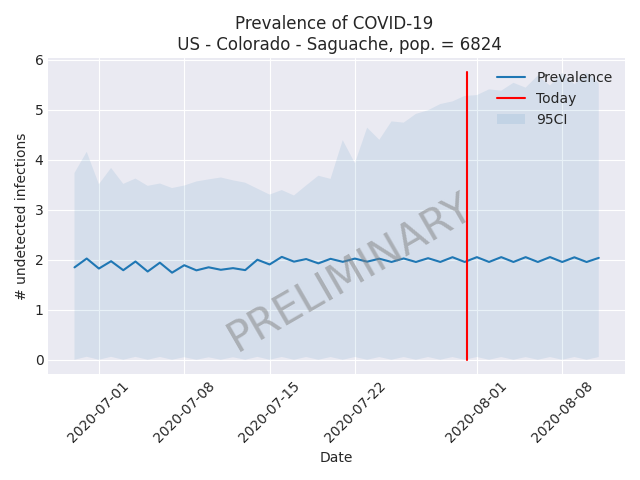 Prevalence of COVID-19
US - Colorado - Saguache, pop. = 6824
# undetected infections
6
5
4
3
2
1
0
Prevalence
Today
95CI
PRELIMINARY
2020-07-01
2020-07-08
2020-07-15
2020-07-22
2020-08-01
2020-08-08
Date